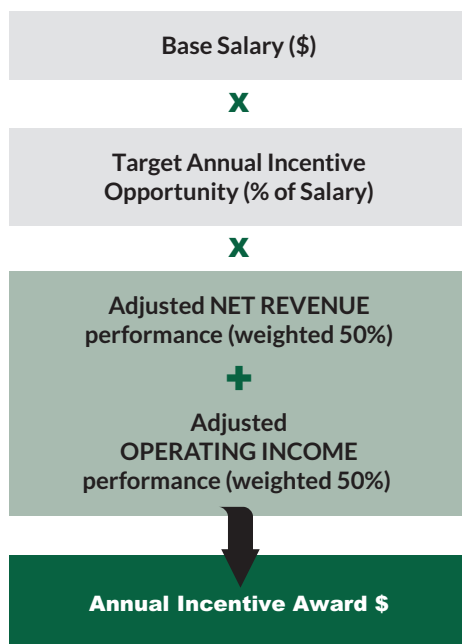 Base Salary ($)
X
Target Annual Incentive
Opportunity (% of Salary)
X
Adjusted NET REVENUE
performance (weighted 50%)
+
Adjusted
OPERATING INCOME
performance (weighted 50%)
Annual Incentive Award $